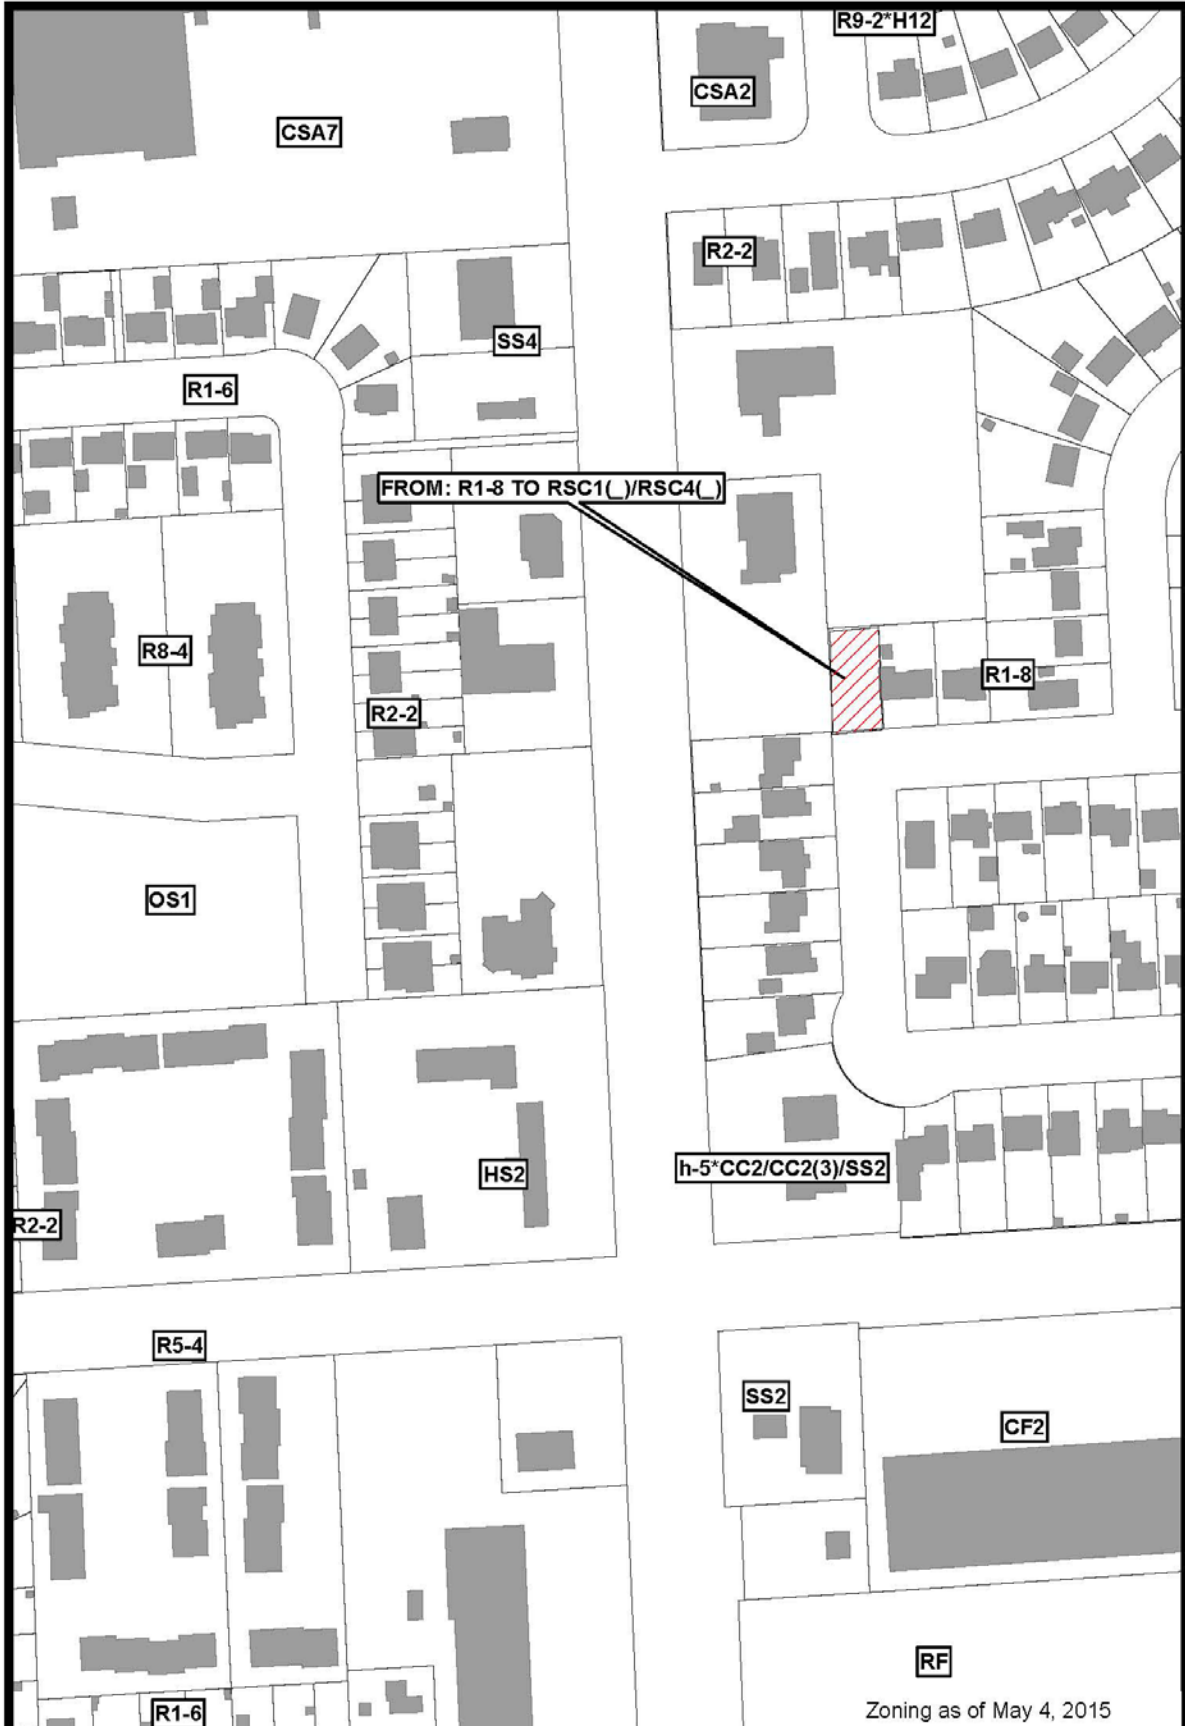 R9-2*H12
CSA2
CSA7
R2-2
SS4
R1-6
FROM: R1-8 TO RSC1(_)/RSC4(_)
R8-4
R1-8
R2-2
OS1
h-5*CC2/CC2(3)/SS2
HS2
R2-2
R5-4
SS2
CF2
RF
Zoning as of May 4, 2015
R1-6